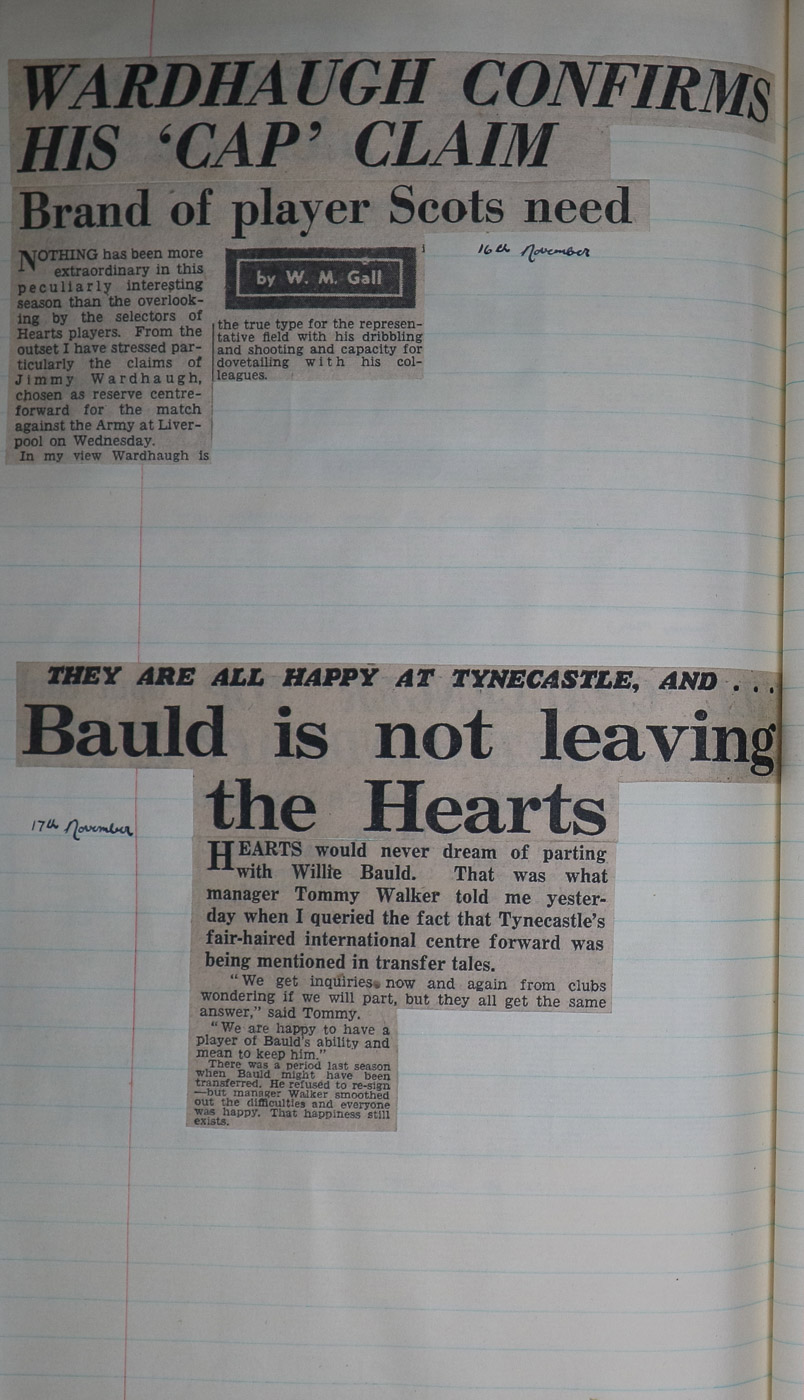 WARDHAUGH CONFIRMS
HIS ‘CAP’ CLAIM
Brand of player Scots need
16th November
NOTHING has been more
extraordinary in this
peculiarly interesting
season than the overlook-
ing by the selectors of
Hearts players. From the
outset I have stressed par-
ticularly the claims of
Jimmy Wardhaugh,
chosen as reserve centre-
forward for the match
against the Army at Liver-
pool on Wednesday.
In my view Wardhaugh is
by W. M. Gall
the true type for the represen-
tative field with his dribbling
and shooting and capacity for
dovetailing with his col-
leagues.
THEY ARE ALL HAPPY AT TYNECASTLE, AND . . .
Bauld is not leaving
the Hearts
17th November
HEARTS would never dream of parting
with Willie Bauld. That was what
manager Tommy Walker told me yester-
day when I queried the fact that Tynecastle’s
fair-haired international centre forward was
being mentioned in transfer tales.
“We get inquiries now and again from clubs
wondering if we will part, but they all get the same
answer,” said Tommy.
“We are happy to have a
player of Bauld’s ability and
mean to keep him.”
There was a period last season
when Bauld might have been
transferred. He refused to re-sign
—but manager Walker smoothed
out the difficulties and everyone
was happy. That happiness still
exists.